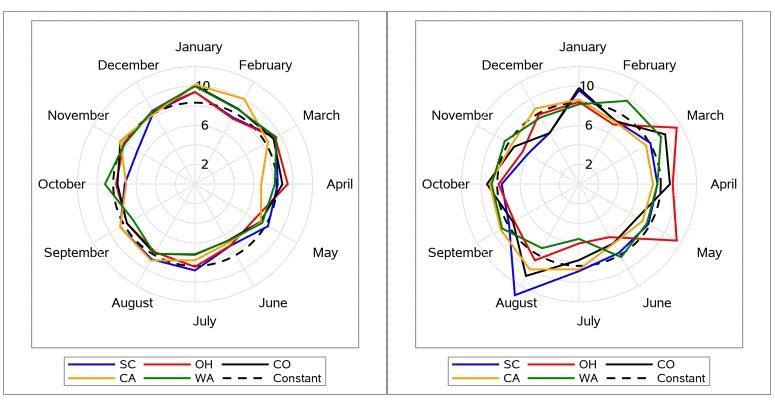 January
December
February
10
November
March
6
2
October
April
September
May
August
June
July
SC
OH
CO
CA
WA
Constant
January
December
February
10
November
March
6
2
October
April
September
May
August
June
July
SC
OH
CO
CA
WA
Constant